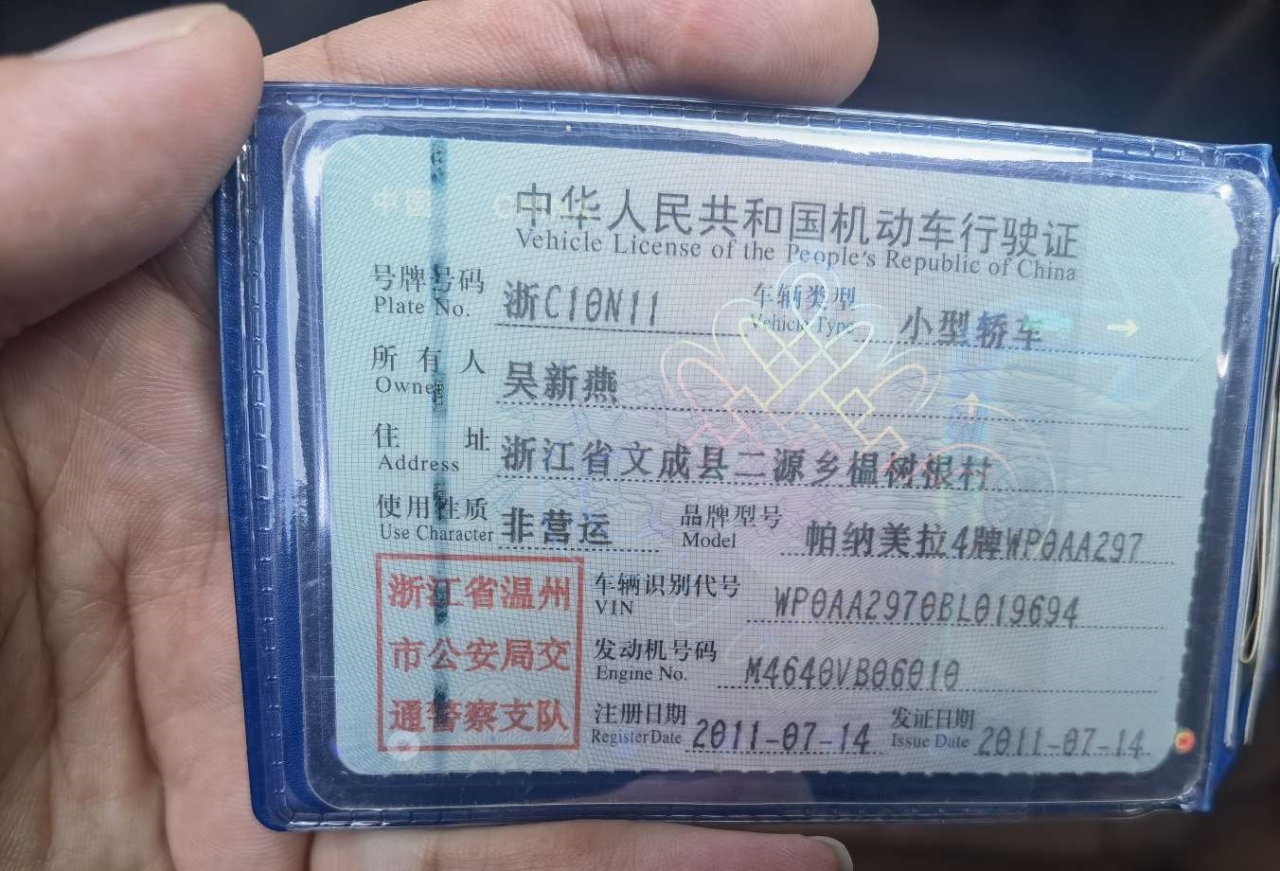 中华人民共和国机动车行驶证
Vehicle License of the People's Republic of China
号牌号码 浙C10N11 车辆类型 小型轿车
Plate No. Vehicle Type
所有人 吴新燕
Owner
住址 浙江省文成县二源乡榅树根村
Address
使用性质 非营运 品牌型号 帕纳美拉4牌WP0AA297
Use Character Model
浙江省温州
市公安局交
通警察支队
车辆识别代号 WP0AA2970BL019694
VIN
发动机号码 M4640VB06010
Engine No.
注册日期 2011-07-14 发证日期 2011-07-14
Register Date Issue Date